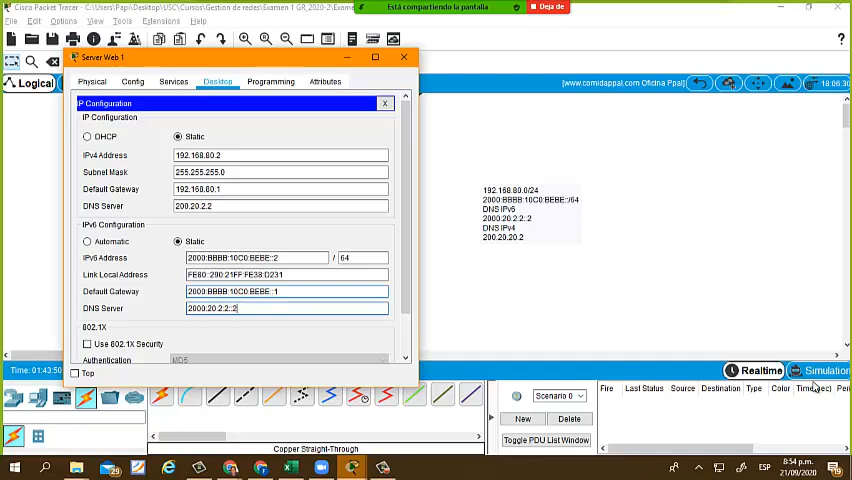 Cisco Packet Tracer - C:\Users\Papi\Desktop\USC\Cursos\Gestion de redes\Examen 1 GR_2020-2\Exame
Está compartiendo la pantalla
Deja de
File Edit Options View Tools Extensions Help
Logical
[www.comidappal.com Oficina Ppal]
18:06:30
Server Web 1
Physical Config Services Desktop Programming Attributes
IP Configuration
X
IP Configuration
DHCP Static
IPv4 Address 192.168.80.2
Subnet Mask 255.255.255.0
Default Gateway 192.168.80.1
DNS Server 200.20.2.2
IPv6 Configuration
Automatic Static
IPv6 Address 2000:BBBB:10C0:BEBE::2 / 64
Link Local Address FE80::290:21FF:FE38:D231
Default Gateway 2000:BBBB:10C0:BEBE::1
DNS Server 2000:20:2:2::2
802.1X
Use 802.1X Security
Authentication MD5
Top
192.168.80.0/24
2000:BBBB:10C0:BEBE::/64
DNS IPv6
2000:20:2:2::2
DNS IPv4
200.20.20.2
Time: 01:43:50
Realtime Simulation
Scenario 0
New Delete
Toggle PDU List Window
Fire Last Status Source Destination Type Color Time(sec) Peri
Copper Straight-Through
ESP
8:54 p.m.
21/09/2020